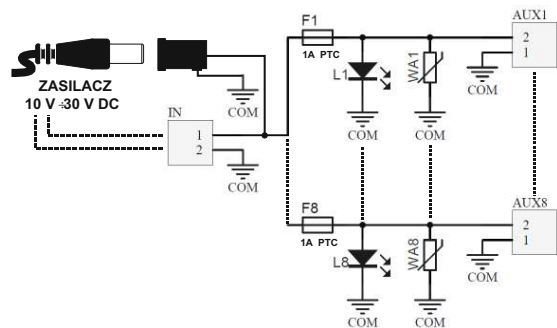 AUX1
F1
2
1A PTC
1
L1
WA1
COM
COM
COM
COM
ZASILACZ
10 V ÷30 V DC
IN
1
2
COM
AUX8
F8
2
1A PTC
1
L8
WA8
COM
COM
COM